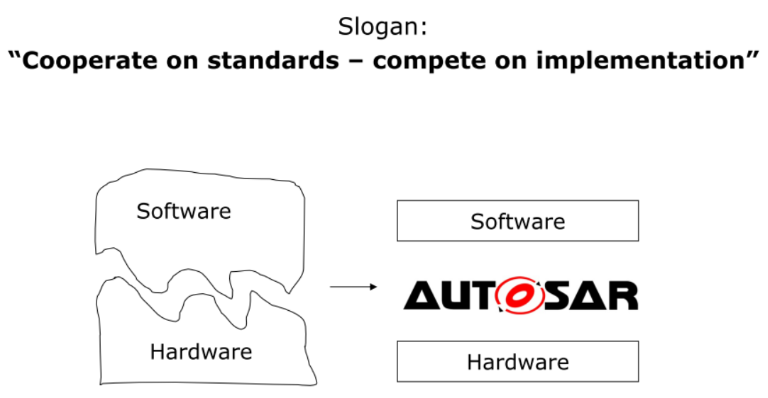 Slogan:
“Cooperate on standards – compete on implementation”
Software
Software
AUTOSAR
Hardware
Hardware